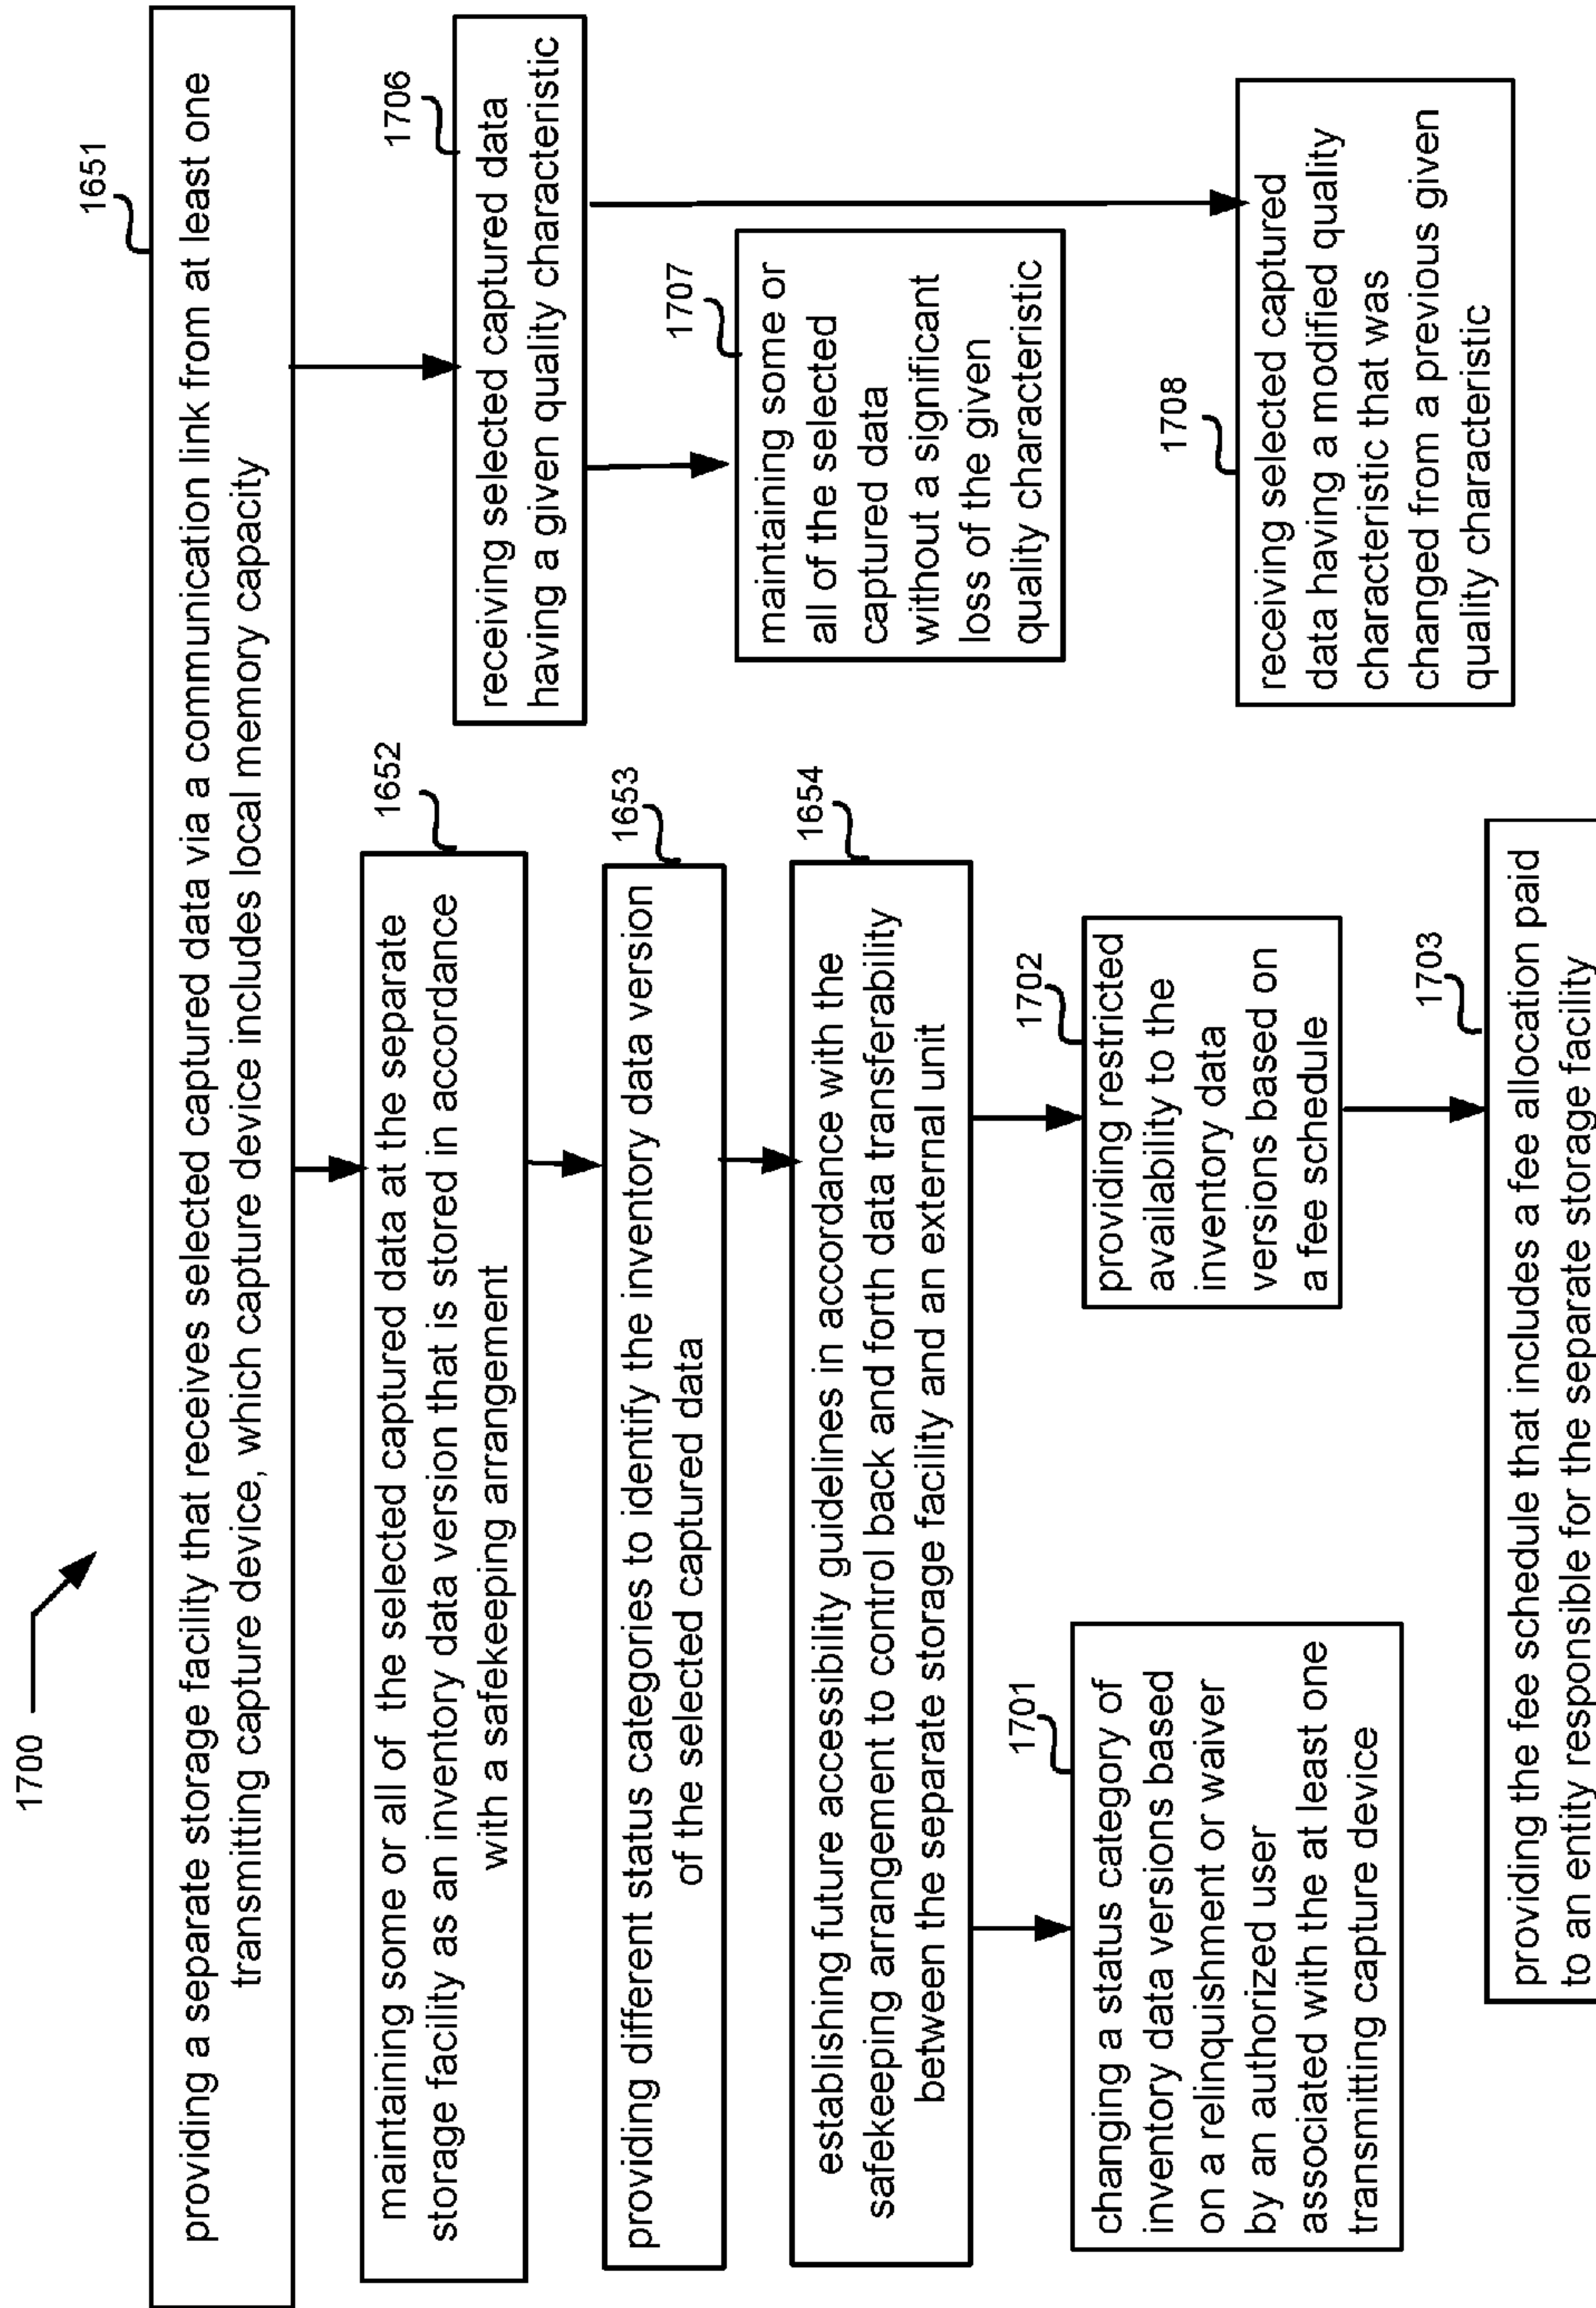 1700
1651
providing a separate storage facility that receives selected captured data via a communication link from at least one
transmitting capture device, which capture device includes local memory capacity
1652
maintaining some or all of the selected captured data at the separate
storage facility as an inventory data version that is stored in accordance
with a safekeeping arrangement
1653
providing different status categories to identify the inventory data version
of the selected captured data
1654
establishing future accessibility guidelines in accordance with the
safekeeping arrangement to control back and forth data transferability
between the separate storage facility and an external unit
1701
changing a status category of
inventory data versions based
on a relinquishment or waiver
by an authorized user
associated with the at least one
transmitting capture device
1702
providing restricted
availability to the
inventory data
versions based on
a fee schedule
1703
providing the fee schedule that includes a fee allocation paid
to an entity responsible for the separate storage facility
1706
receiving selected captured data
having a given quality characteristic
1707
maintaining some or
all of the selected
captured data
without a significant
loss of the given
quality characteristic
1708
receiving selected captured
data having a modified quality
characteristic that was
changed from a previous given
quality characteristic